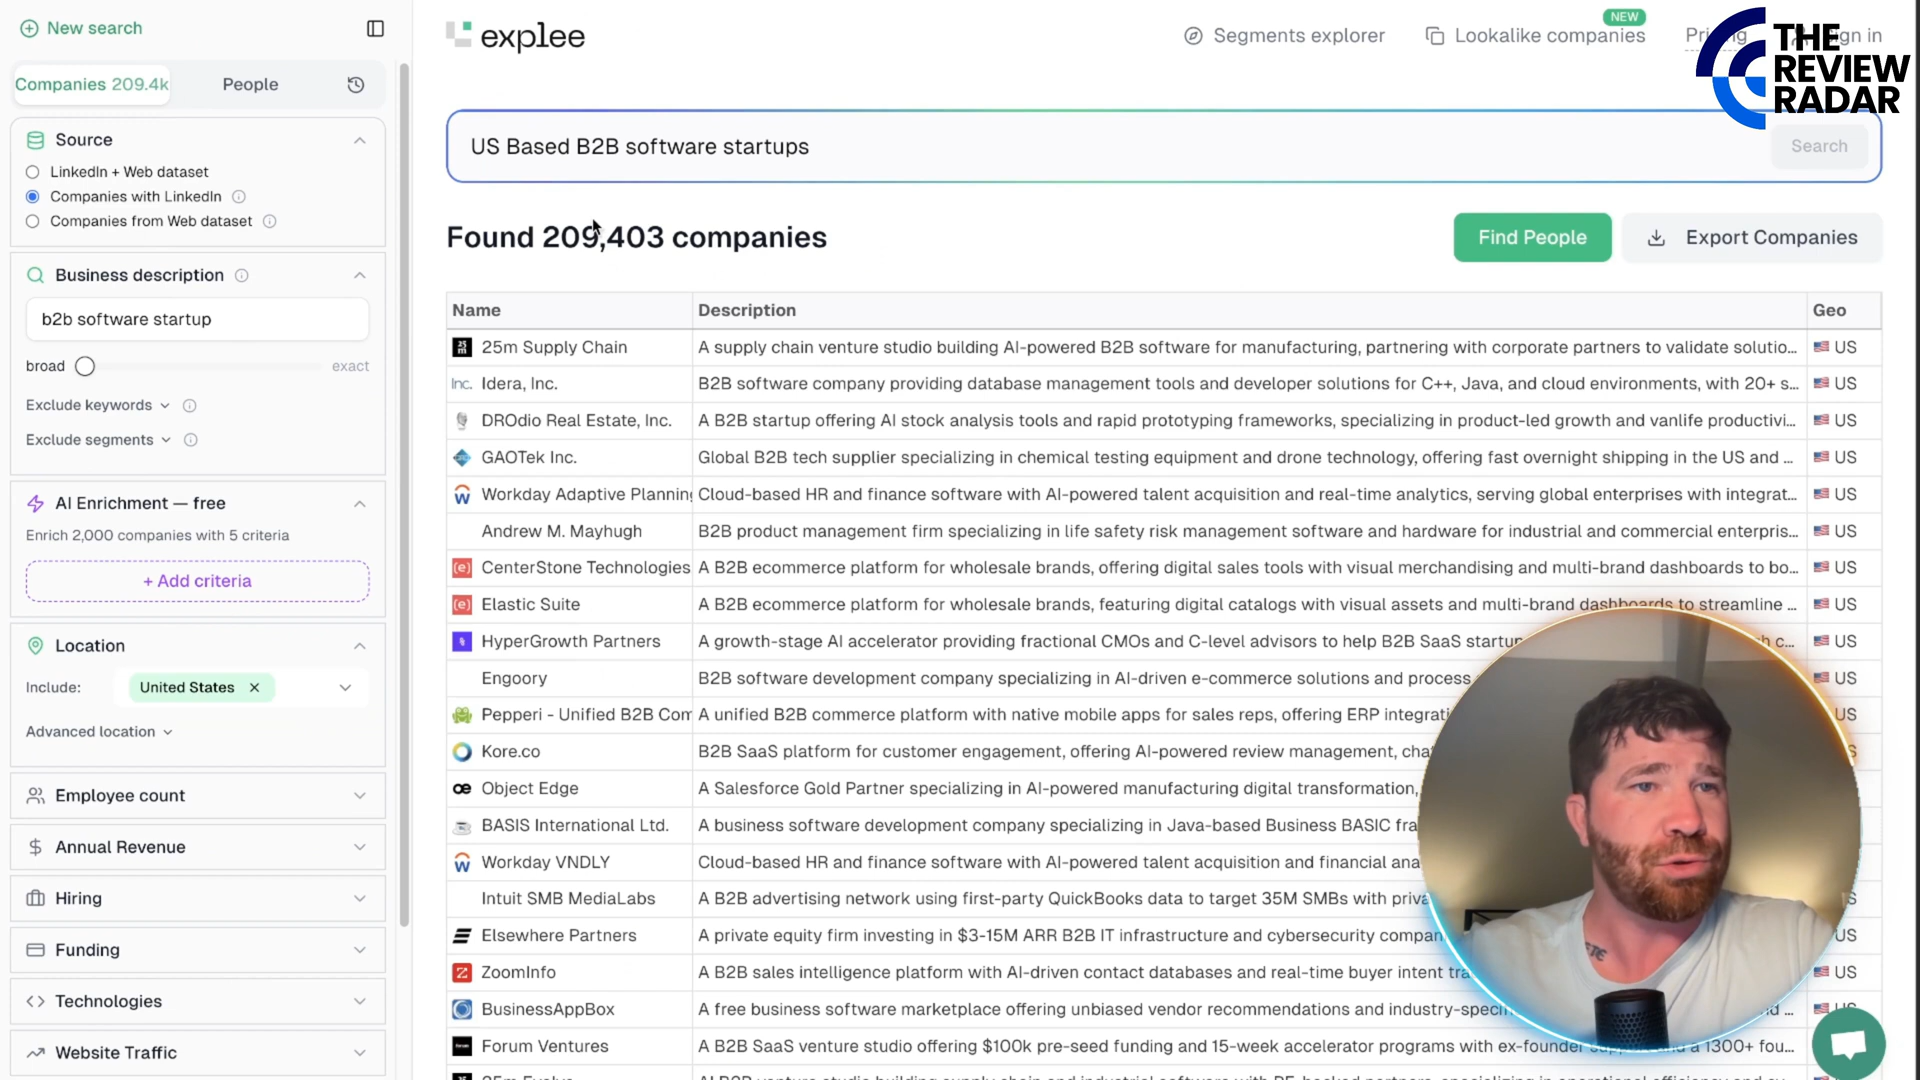 New search
Companies 209.4k
People
Source
LinkedIn + Web dataset
Companies with LinkedIn
Companies from Web dataset
Business description
b2b software startup
broad
exact
Exclude keywords
Exclude segments
AI Enrichment — free
Enrich 2,000 companies with 5 criteria
+ Add criteria
Location
Include:
United States
Advanced location
Employee count
Annual Revenue
Hiring
Funding
Technologies
Website Traffic
explee
Segments explorer
Lookalike companies
NEW
THE
REVIEW
RADAR
US Based B2B software startups
Search
Found 209,403 companies
Find People
Export Companies
Name Description Geo
25m Supply Chain A supply chain venture studio building AI-powered B2B software for manufacturing, partnering with corporate partners to validate solutio... US
Idera, Inc. B2B software company providing database management tools and developer solutions for C++, Java, and cloud environments, with 20+ s... US
DROdio Real Estate, Inc. A B2B startup offering AI stock analysis tools and rapid prototyping frameworks, specializing in product-led growth and vanlife productivi... US
GAOTek Inc. Global B2B tech supplier specializing in chemical testing equipment and drone technology, offering fast overnight shipping in the US and ... US
Workday Adaptive Planning Cloud-based HR and finance software with AI-powered talent acquisition and real-time analytics, serving global enterprises with integrat... US
Andrew M. Mayhugh B2B product management firm specializing in life safety risk management software and hardware for industrial and commercial enterpris... US
CenterStone Technologies A B2B ecommerce platform for wholesale brands, offering digital sales tools with visual merchandising and multi-brand dashboards to bo... US
Elastic Suite A B2B ecommerce platform for wholesale brands, featuring digital catalogs with visual assets and multi-brand dashboards to streamline ... US
HyperGrowth Partners A growth-stage AI accelerator providing fractional CMOs and C-level advisors to help B2B SaaS startup US
Engoory B2B software development company specializing in AI-driven e-commerce solutions and process US
Pepperi - Unified B2B Com A unified B2B commerce platform with native mobile apps for sales reps, offering ERP integrati US
Kore.co B2B SaaS platform for customer engagement, offering AI-powered review management, cha
Object Edge A Salesforce Gold Partner specializing in AI-powered manufacturing digital transformation,
BASIS International Ltd. A business software development company specializing in Java-based Business BASIC fra
Workday VNDLY Cloud-based HR and finance software with AI-powered talent acquisition and financial ana
Intuit SMB MediaLabs A B2B advertising network using first-party QuickBooks data to target 35M SMBs with priva
Elsewhere Partners A private equity firm investing in $3-15M ARR B2B IT infrastructure and cybersecurity compan US
ZoomInfo A B2B sales intelligence platform with AI-driven contact databases and real-time buyer intent tra US
BusinessAppBox A free business software marketplace offering unbiased vendor recommendations and industry-specifi US
Forum Ventures A B2B SaaS venture studio offering $100k pre-seed funding and 15-week accelerator programs with ex-founder a 1300+ fou... US